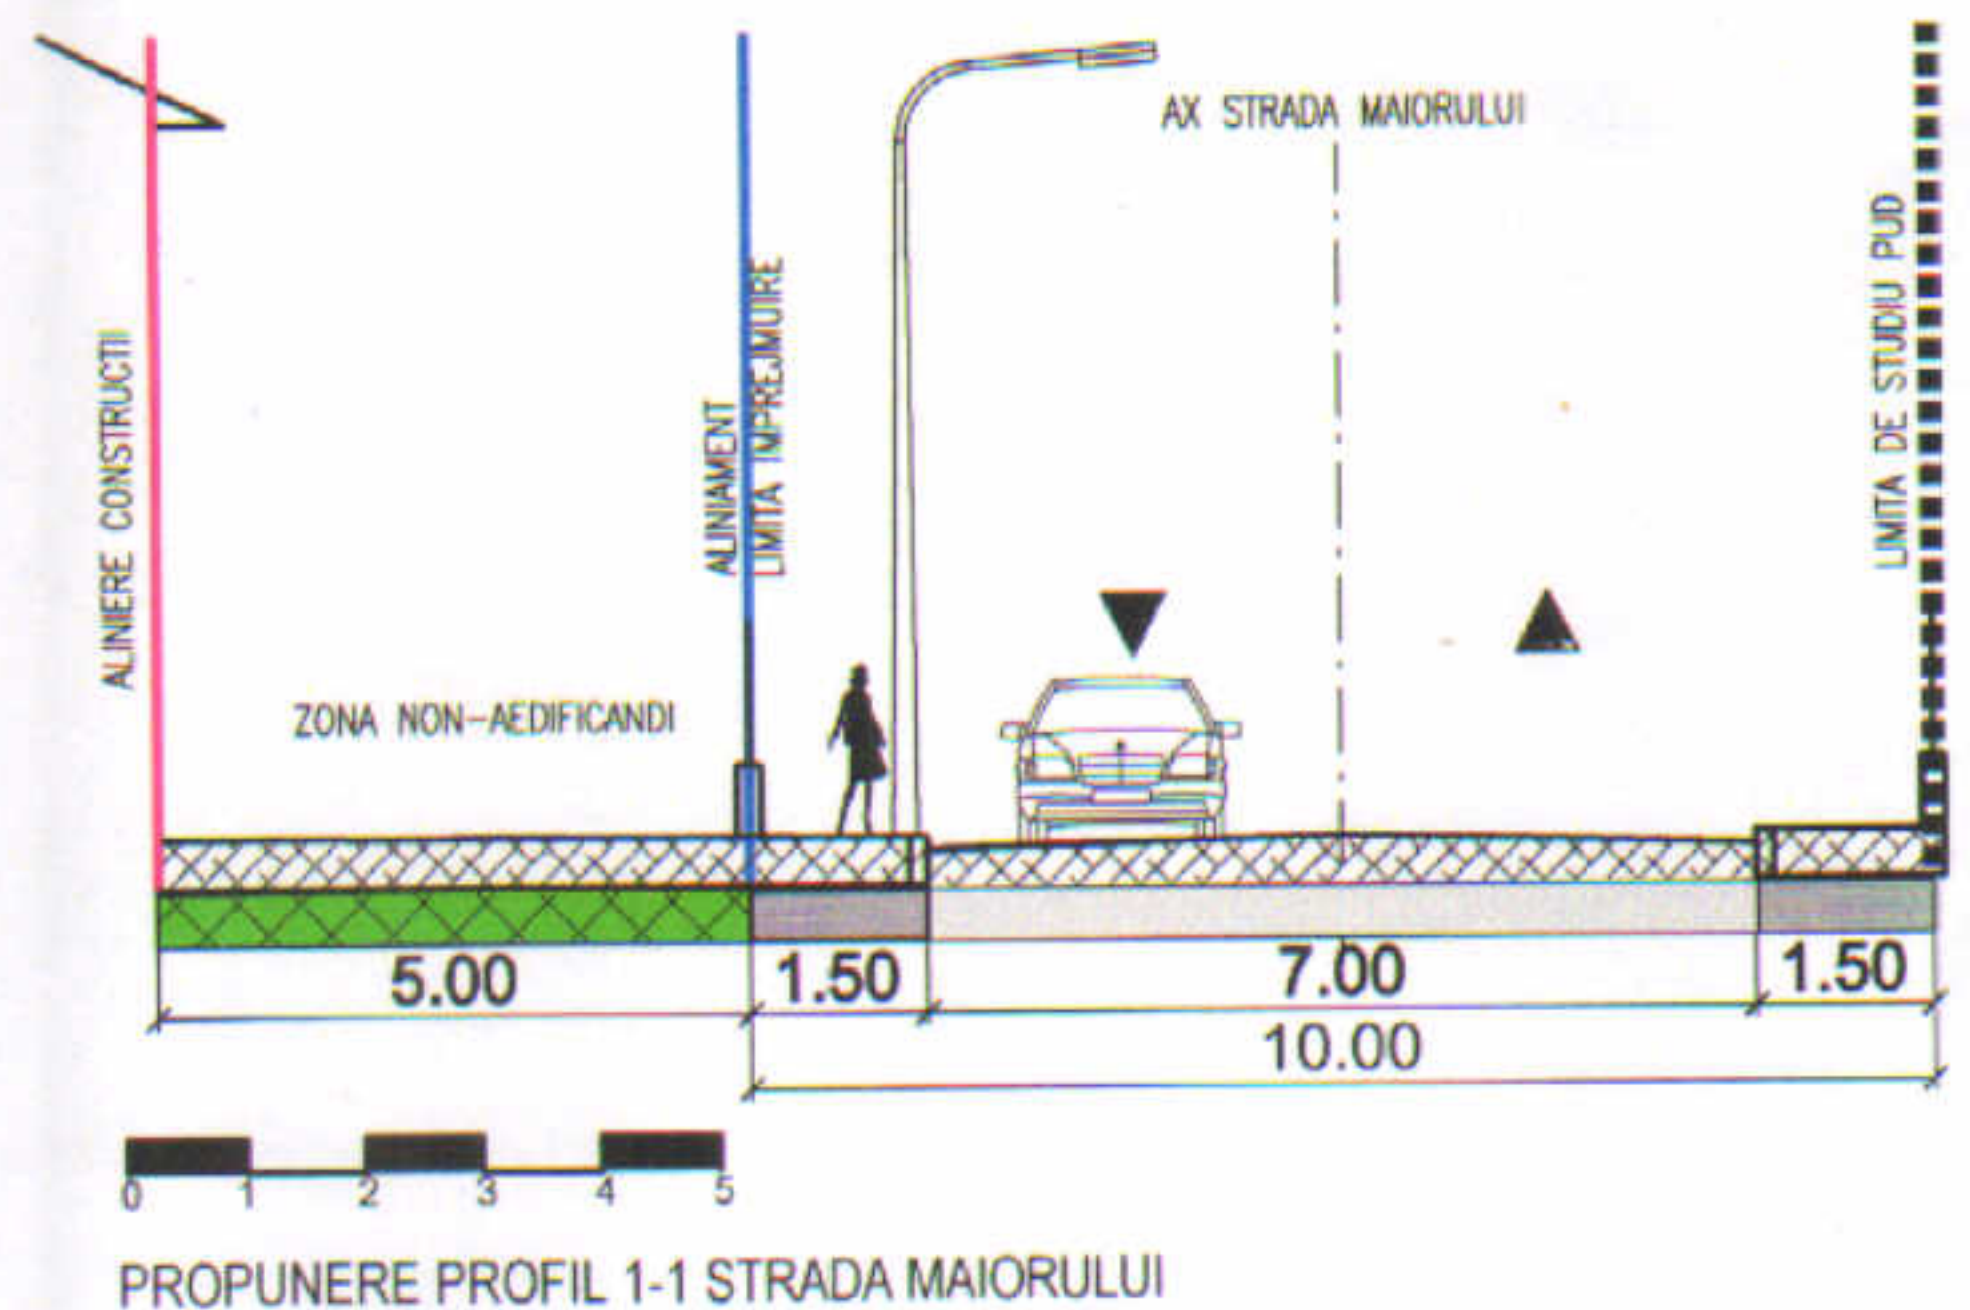 AX STRADA MAIORULUI
ALINIERE CONSTRUCTII
ALINIAMENT
LIMITA IMPREJMUIRE
LIMITA DE STUDIU PUD
ZONA NON-AEDIFICANDI
5.00 1.50 7.00 1.50
10.00
0 1 2 3 4 5
PROPUNERE PROFIL 1-1 STRADA MAIORULUI